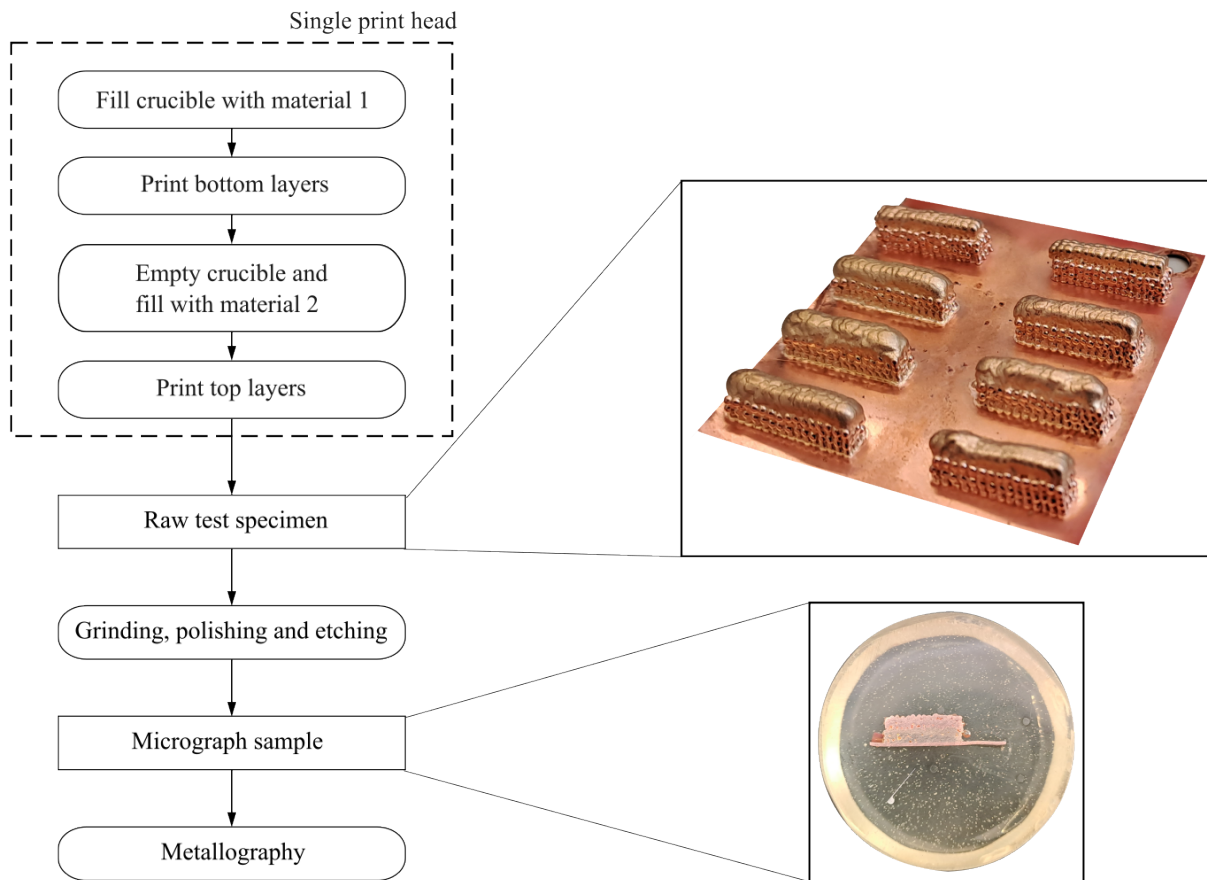 Single print head
Fill crucible with material 1
Print bottom layers
Empty crucible and
fill with material 2
Print top layers
Raw test specimen
Grinding, polishing and etching
Micrograph sample
Metallography